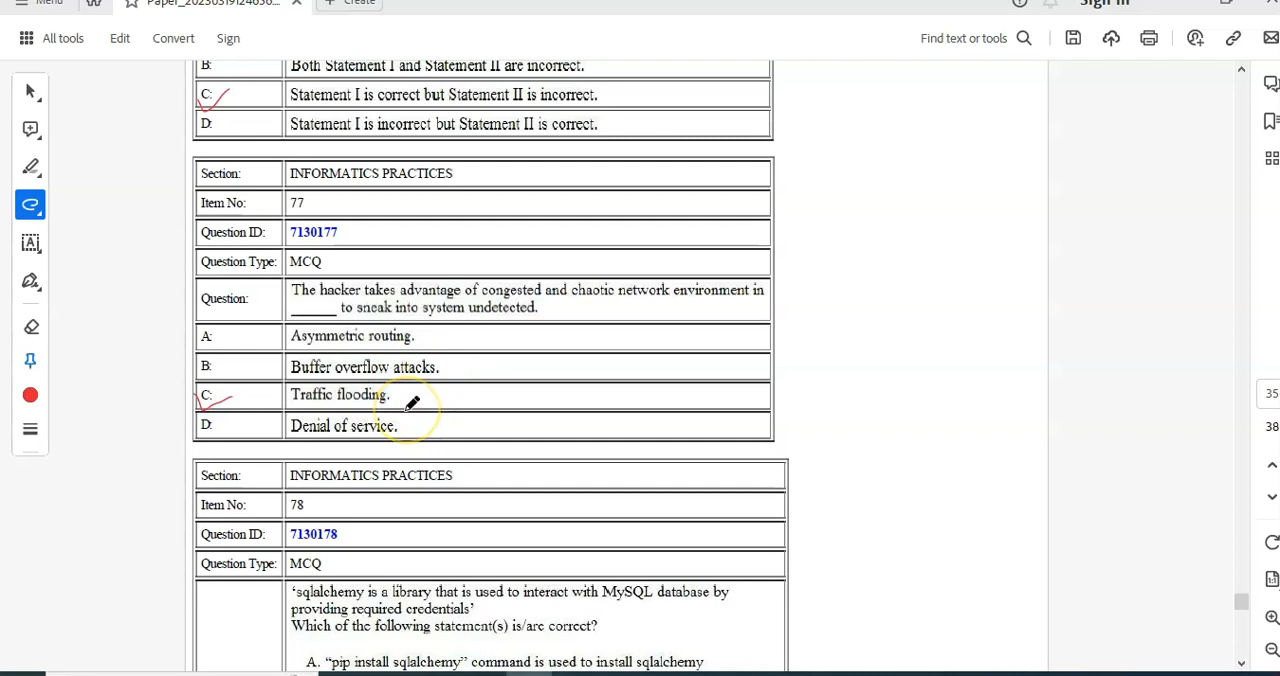 Menu
Paper_20230319124636...
Create
Sign in
All tools
Edit
Convert
Sign
Find text or tools
B: Both Statement I and Statement II are incorrect.
C: Statement I is correct but Statement II is incorrect.
D: Statement I is incorrect but Statement II is correct.
Section: INFORMATICS PRACTICES
Item No: 77
Question ID: 7130177
Question Type: MCQ
Question: The hacker takes advantage of congested and chaotic network environment in
______ to sneak into system undetected.
A: Asymmetric routing.
B: Buffer overflow attacks.
C: Traffic flooding.
D: Denial of service.
Section: INFORMATICS PRACTICES
Item No: 78
Question ID: 7130178
Question Type: MCQ
‘sqlalchemy is a library that is used to interact with MySQL database by
providing required credentials’
Which of the following statement(s) is/are correct?
A. “pip install sqlalchemy” command is used to install sqlalchemy
35
38
1:1